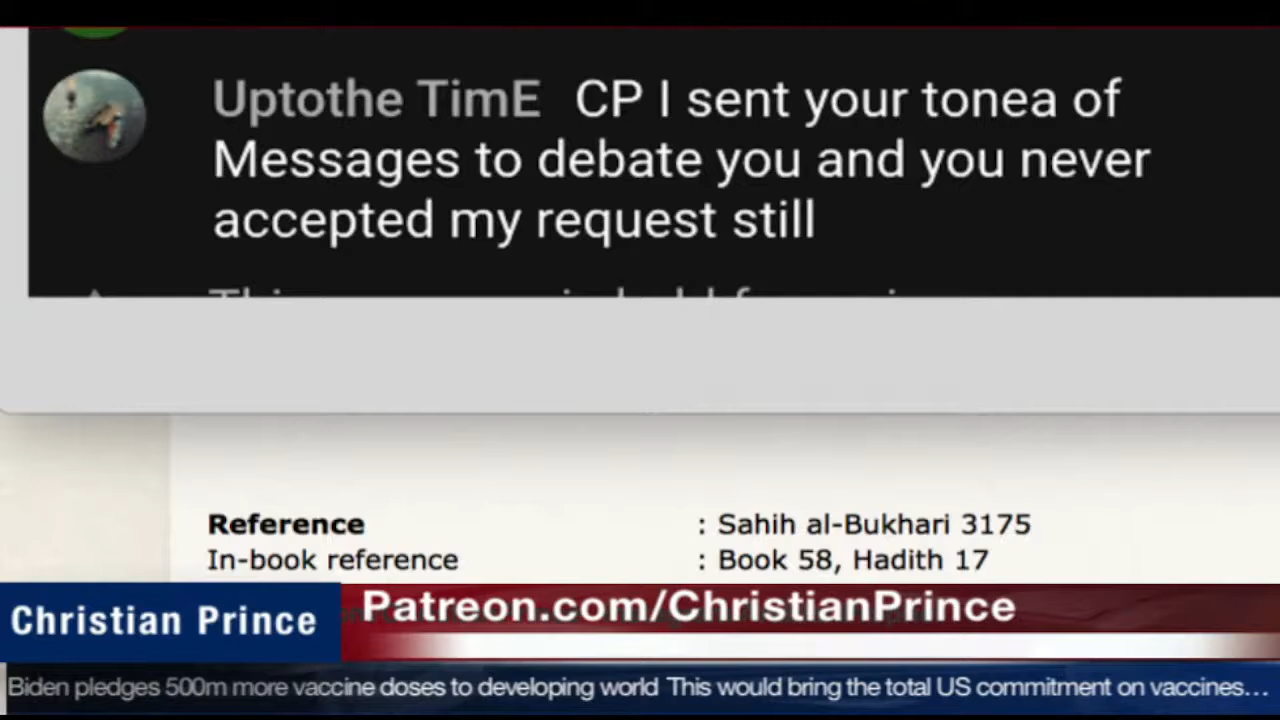 Uptothe TimE CP I sent your tonea of
Messages to debate you and you never
accepted my request still
Reference : Sahih al-Bukhari 3175
In-book reference : Book 58, Hadith 17
Christian Prince
Patreon.com/ChristianPrince
Biden pledges 500m more vaccine doses to developing world This would bring the total US commitment on vaccines...